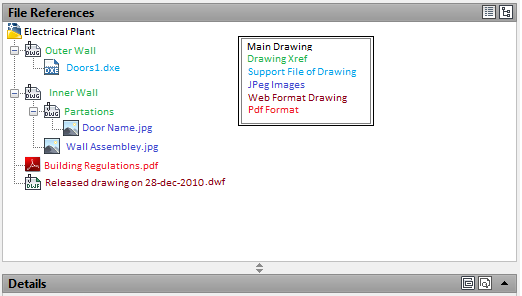 File References
Electrical Plant
Outer Wall
Doors1.dxe
Inner Wall
Partations
Door Name.jpg
Wall Assembley.jpg
Building Regulations.pdf
Released drawing on 28-dec-2010.dwf
Main Drawing
Drawing Xref
Support File of Drawing
JPeg Images
Web Format Drawing
Pdf Format
Details